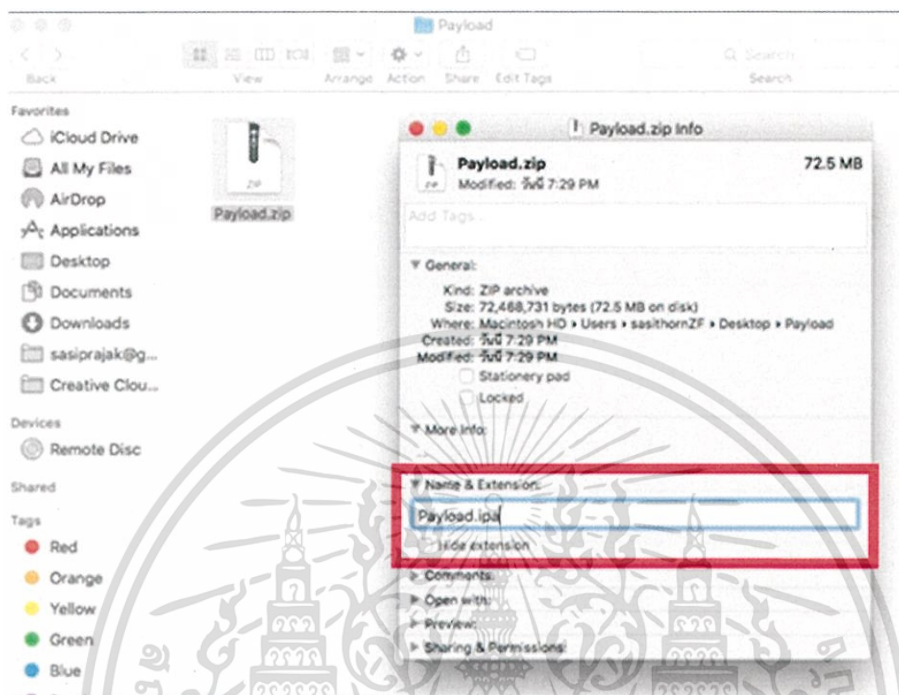 Payload
Back
View
Arrange
Action
Share
Edit Tags
Search
Search
Favorites
iCloud Drive
All My Files
AirDrop
Applications
Desktop
Documents
Downloads
sasiprajak@g...
Creative Clou...
Devices
Remote Disc
Shared
Tags
Red
Orange
Yellow
Green
Blue
ZIP
Payload.zip
Payload.zip Info
ZIP
Payload.zip 72.5 MB
Modified: วันนี้ 7:29 PM
Add Tags...
General:
Kind: ZIP archive
Size: 72,468,731 bytes (72.5 MB on disk)
Where: Macintosh HD ▸ Users ▸ sasithornZF ▸ Desktop ▸ Payload
Created: วันนี้ 7:29 PM
Modified: วันนี้ 7:29 PM
Stationery pad
Locked
More Info:
Name & Extension:
Payload.ipa
Hide extension
Comments:
Open with:
Preview:
Sharing & Permissions: